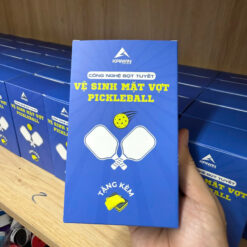 KAIWIN
CÔNG NGHỆ BỌT TUYẾT
VỆ SINH MẶT VỢT
PICKLEBALL
TẶNG KÈM